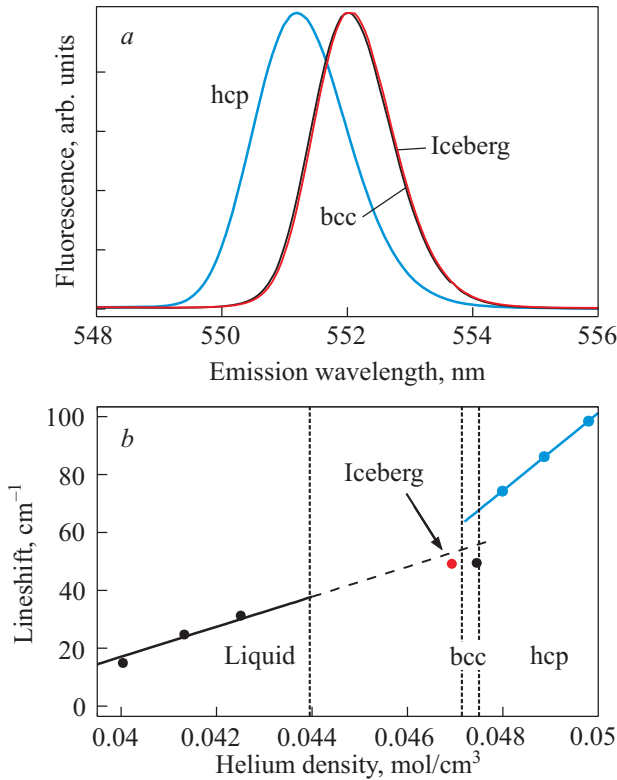 a
hcp
Iceberg
bcc
Fluorescence, arb. units
548 550 552 554 556
Emission wavelength, nm
b
100
80
60
40
20
0
Iceberg
Liquid bcc hcp
Lineshift, cm⁻¹
0.04 0.042 0.044 0.046 0.048 0.05
Helium density, mol/cm³